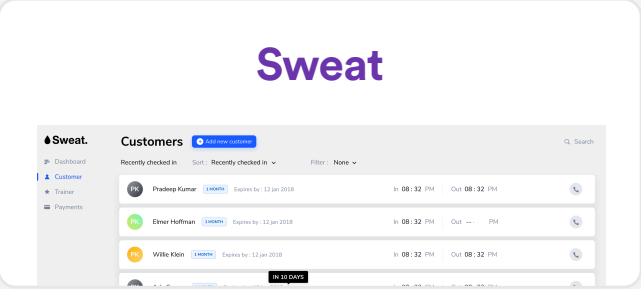 Sweat
Sweat.
Dashboard
Customer
Trainer
Payments
Customers
Add new customer
Search
Recently checked in
Sort : Recently checked in
Filter : None
PK Pradeep Kumar 1 MONTH Expires by : 12 jan 2018 In 08 : 32 PM Out 08 : 32 PM
PK Elmer Hoffman 1 MONTH Expires by : 12 jan 2018 In 08 : 32 PM Out -- : PM
PK Willie Klein 1 MONTH Expires by : 12 jan 2018 In 08 : 32 PM Out 08 : 32 PM
IN 10 DAYS